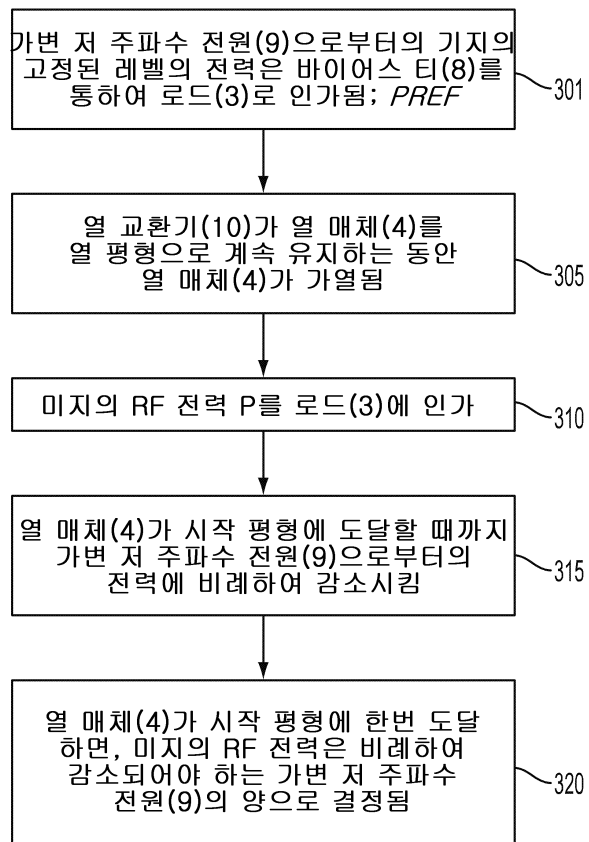 가변 저 주파수 전원(9)으로부터의 기지의
고정된 레벨의 전력은 바이어스 티(8)를
통하여 로드(3)로 인가됨; PREF
301
열 교환기(10)가 열 매체(4)를
열 평형으로 계속 유지하는 동안
열 매체(4)가 가열됨
305
미지의 RF 전력 P를 로드(3)에 인가
310
열 매체(4)가 시작 평형에 도달할 때까지
가변 저 주파수 전원(9)으로부터의
전력에 비례하여 감소시킴
315
열 매체(4)가 시작 평형에 한번 도달
하면, 미지의 RF 전력은 비례하여
감소되어야 하는 가변 저 주파수
전원(9)의 양으로 결정됨
320